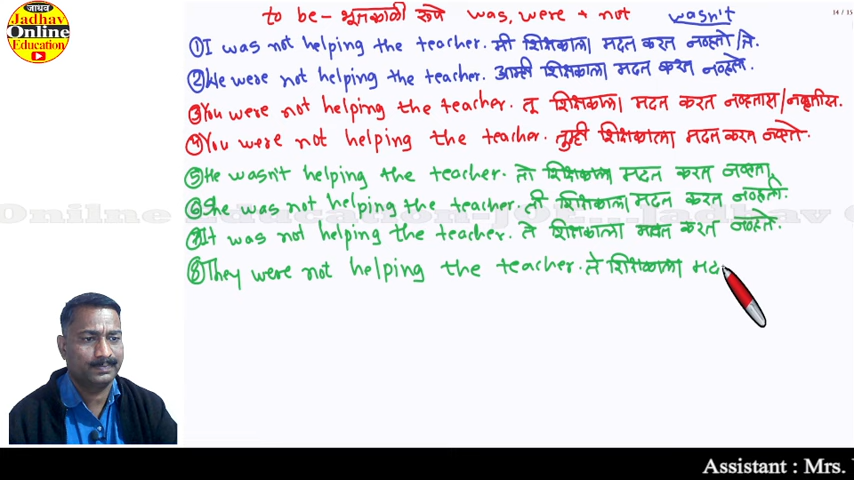 जाधव
Jadhav
Online
Education
14 / 15
to be - भूतकाळी रूपे was, were + not wasn't
① I was not helping the teacher. मी शिक्षकाला मदत करत नव्हतो/ते.
② We were not helping the teacher. आम्ही शिक्षकाला मदत करत नव्हतो.
③ You were not helping the teacher. तू शिक्षकाला मदत करत नव्हतास/नव्हतीस.
④ You were not helping the teacher. तुम्ही शिक्षकाला मदत करत नव्हते.
⑤ He wasn't helping the teacher. तो शिक्षकाला मदत करत नव्हता.
⑥ She was not helping the teacher. ती शिक्षकाला मदत करत नव्हती.
⑦ It was not helping the teacher. ते शिक्षकाला मदत करत नव्हते.
⑧ They were not helping the teacher. ते शिक्षकाला मद
Onilne Education-JOE...Jadhav O
Assistant : Mrs.